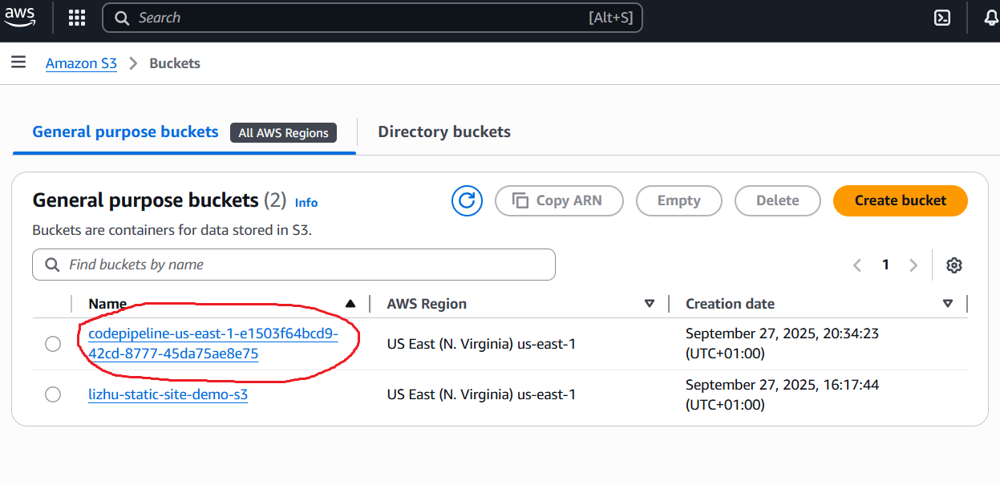 aws Search [Alt+S]
Amazon S3 Buckets
General purpose buckets All AWS Regions Directory buckets
General purpose buckets (2) Info Copy ARN Empty Delete Create bucket
Buckets are containers for data stored in S3.
Find buckets by name 1
Name AWS Region Creation date
codepipeline-us-east-1-e1503f64bcd9-
42cd-8777-45da75ae8e75
US East (N. Virginia) us-east-1
September 27, 2025, 20:34:23
(UTC+01:00)
lizhu-static-site-demo-s3
US East (N. Virginia) us-east-1
September 27, 2025, 16:17:44
(UTC+01:00)